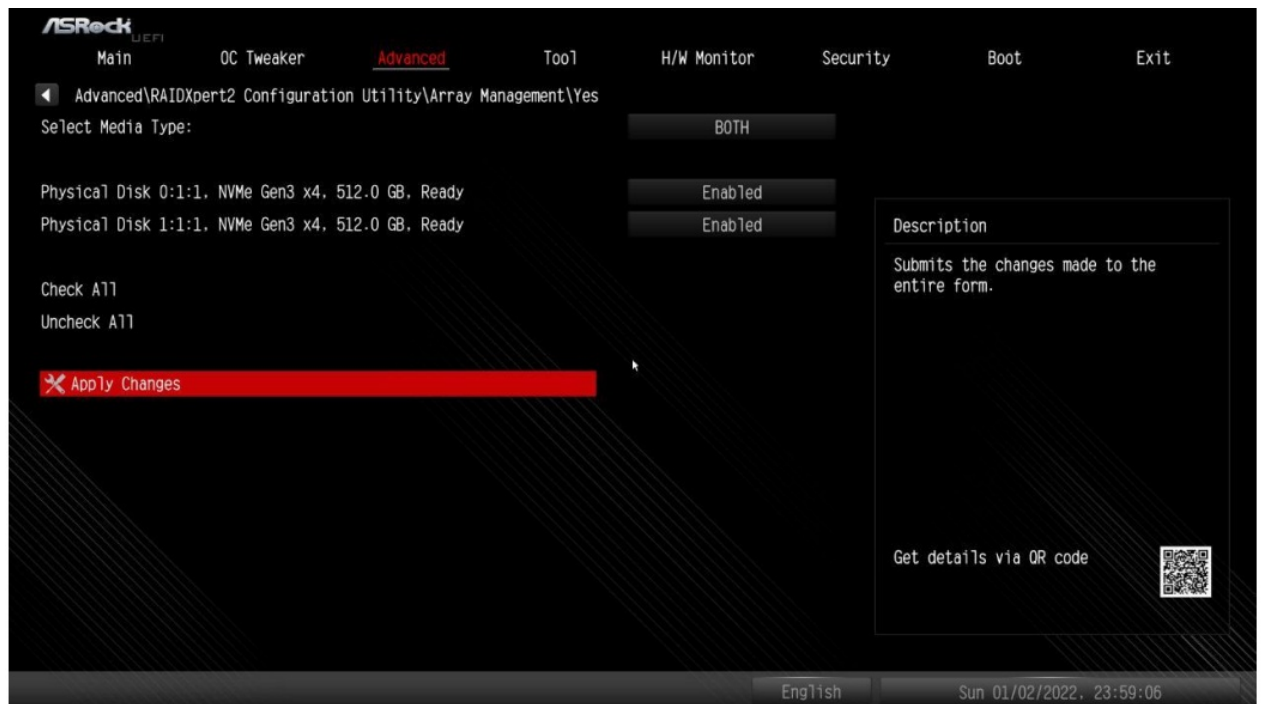 ASRock UEFI
Main OC Tweaker Advanced Tool H/W Monitor Security Boot Exit
Advanced\RAIDXpert2 Configuration Utility\Array Management\Yes
Select Media Type: BOTH
Physical Disk 0:1:1, NVMe Gen3 x4, 512.0 GB, Ready Enabled
Physical Disk 1:1:1, NVMe Gen3 x4, 512.0 GB, Ready Enabled
Description
Submits the changes made to the
entire form.
Check All
Uncheck All
Apply Changes
Get details via QR code
English Sun 01/02/2022, 23:59:06